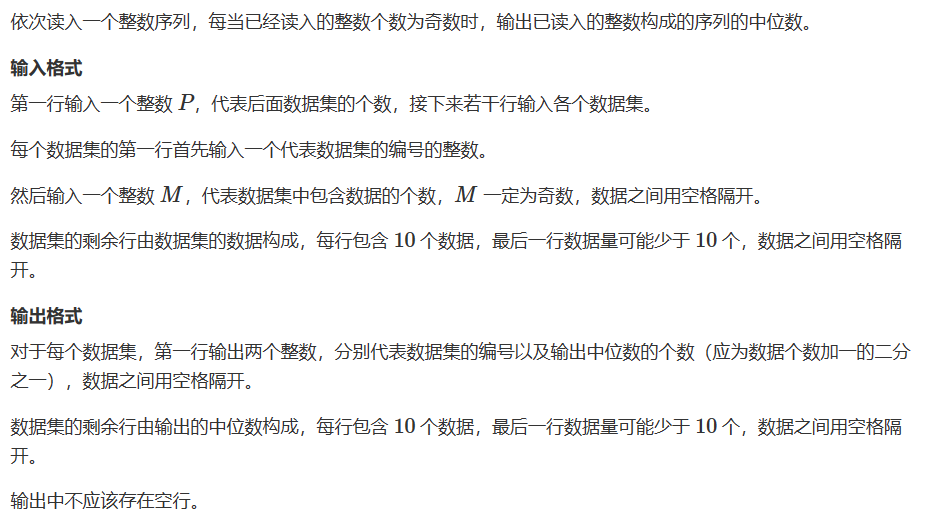 依次读入一个整数序列，每当已经读入的整数个数为奇数时，输出已读入的整数构成的序列的中位数。
输入格式
第一行输入一个整数 P，代表后面数据集的个数，接下来若干行输入各个数据集。
每个数据集的第一行首先输入一个代表数据集的编号的整数。
然后输入一个整数 M，代表数据集中包含数据的个数，M 一定为奇数，数据之间用空格隔开。
数据集的剩余行由数据集的数据构成，每行包含 10 个数据，最后一行数据量可能少于 10 个，数据之间用空格隔
开。
输出格式
对于每个数据集，第一行输出两个整数，分别代表数据集的编号以及输出中位数的个数（应为数据个数加一的二分
之一），数据之间用空格隔开。
数据集的剩余行由输出的中位数构成，每行包含 10 个数据，最后一行数据量可能少于 10 个，数据之间用空格隔
开。
输出中不应该存在空行。